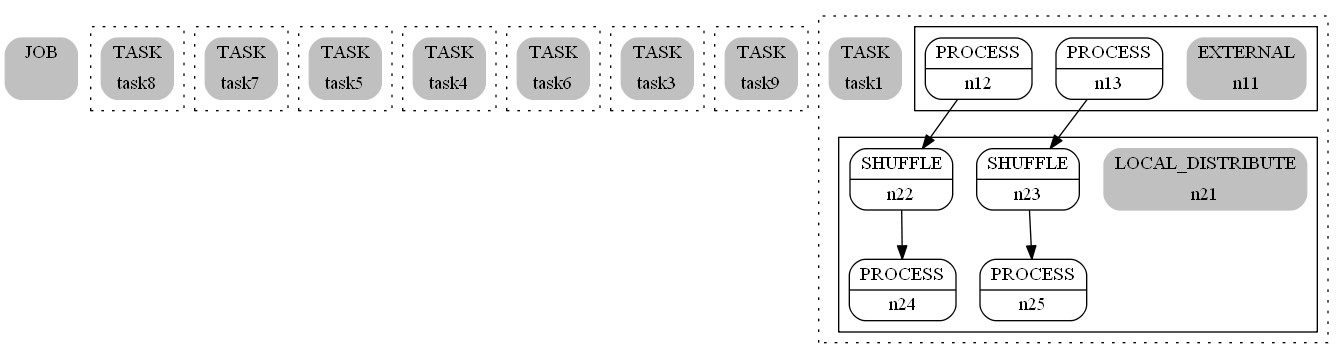 JOB
TASK
task8
TASK
task7
TASK
task5
TASK
task4
TASK
task6
TASK
task3
TASK
task9
TASK
task1
PROCESS
n12
PROCESS
n13
EXTERNAL
n11
SHUFFLE
n22
SHUFFLE
n23
LOCAL_DISTRIBUTE
n21
PROCESS
n24
PROCESS
n25